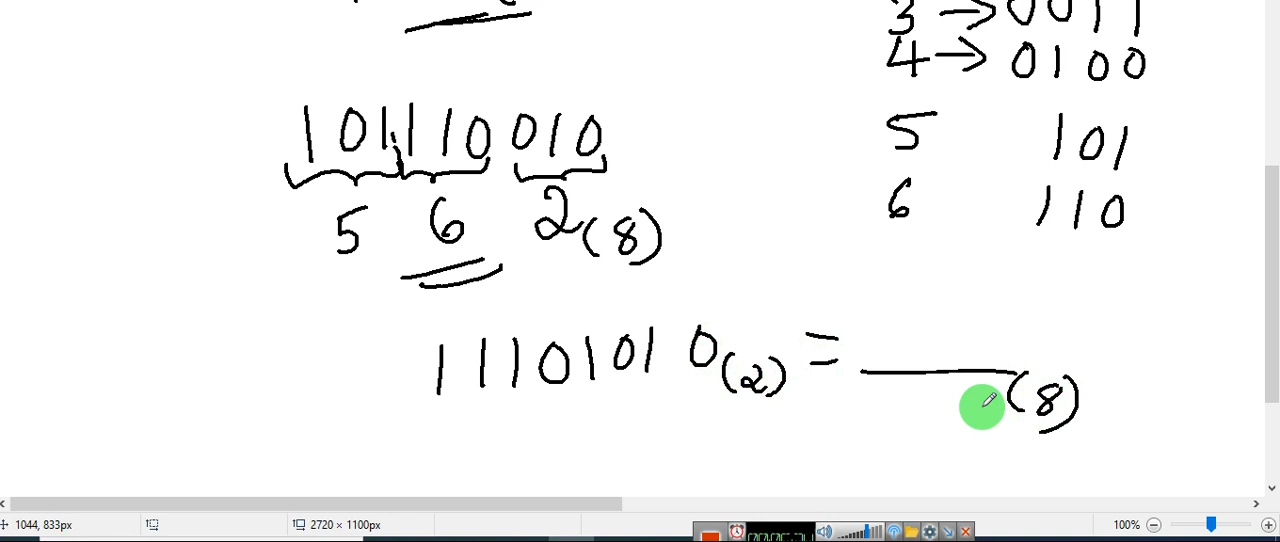 3 → 0011
4 → 0100
101110010
5 101
5 6 2(8)
6 110
11101010(2) = ___(8)
1044, 833px
2720 × 1100px
100%